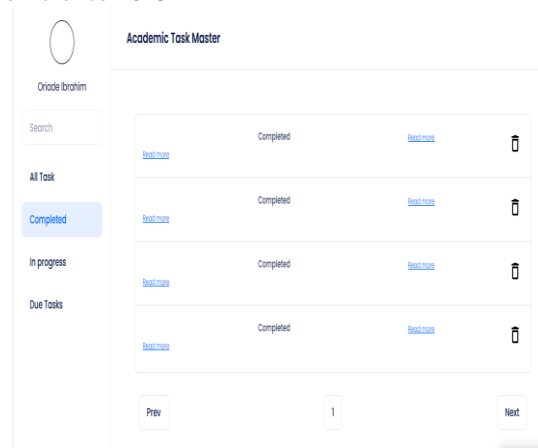 Academic Task Master
Oriade Ibrahim
Search
All Task
Completed
In progress
Due Tasks
Completed Read more
Read more
Completed Read more
Read more
Completed Read more
Read more
Completed Read more
Read more
Prev 1 Next